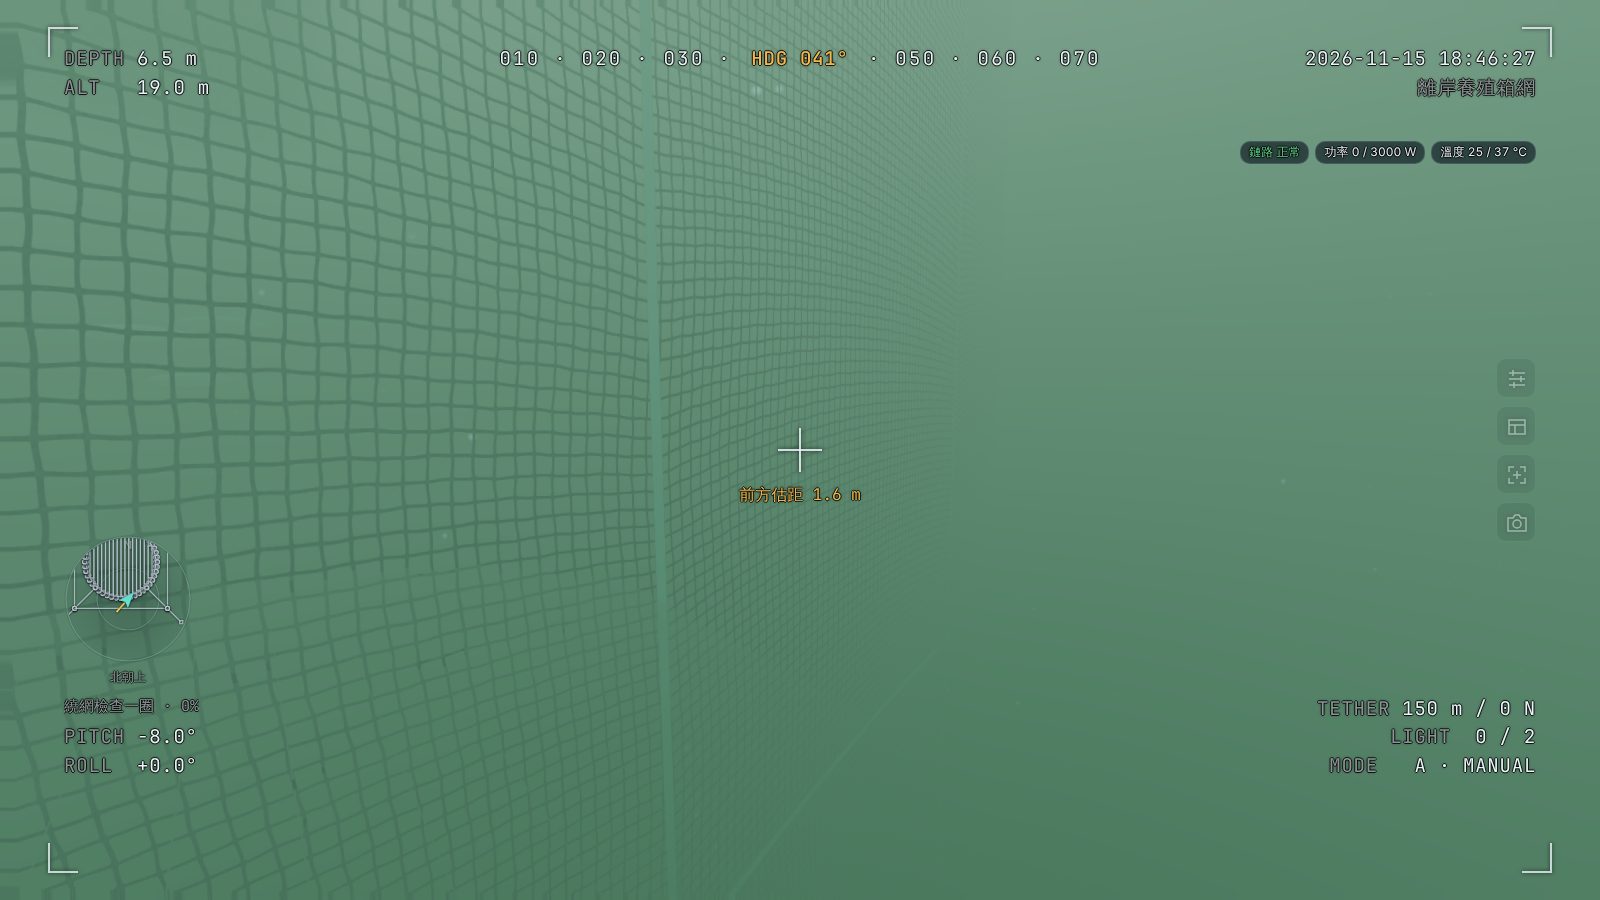 DEPTH 6.5 m
ALT 19.0 m
010 · 020 · 030 · HDG 041° · 050 · 060 · 070
2026-11-15 18:46:27
離岸養殖箱網
鏈路 正常
功率 0 / 3000 W
溫度 25 / 37 °C
前方估距 1.6 m
北朝上
繞網檢查一圈 · 0%
PITCH -8.0°
ROLL +0.0°
TETHER 150 m / 0 N
LIGHT 0 / 2
MODE A · MANUAL